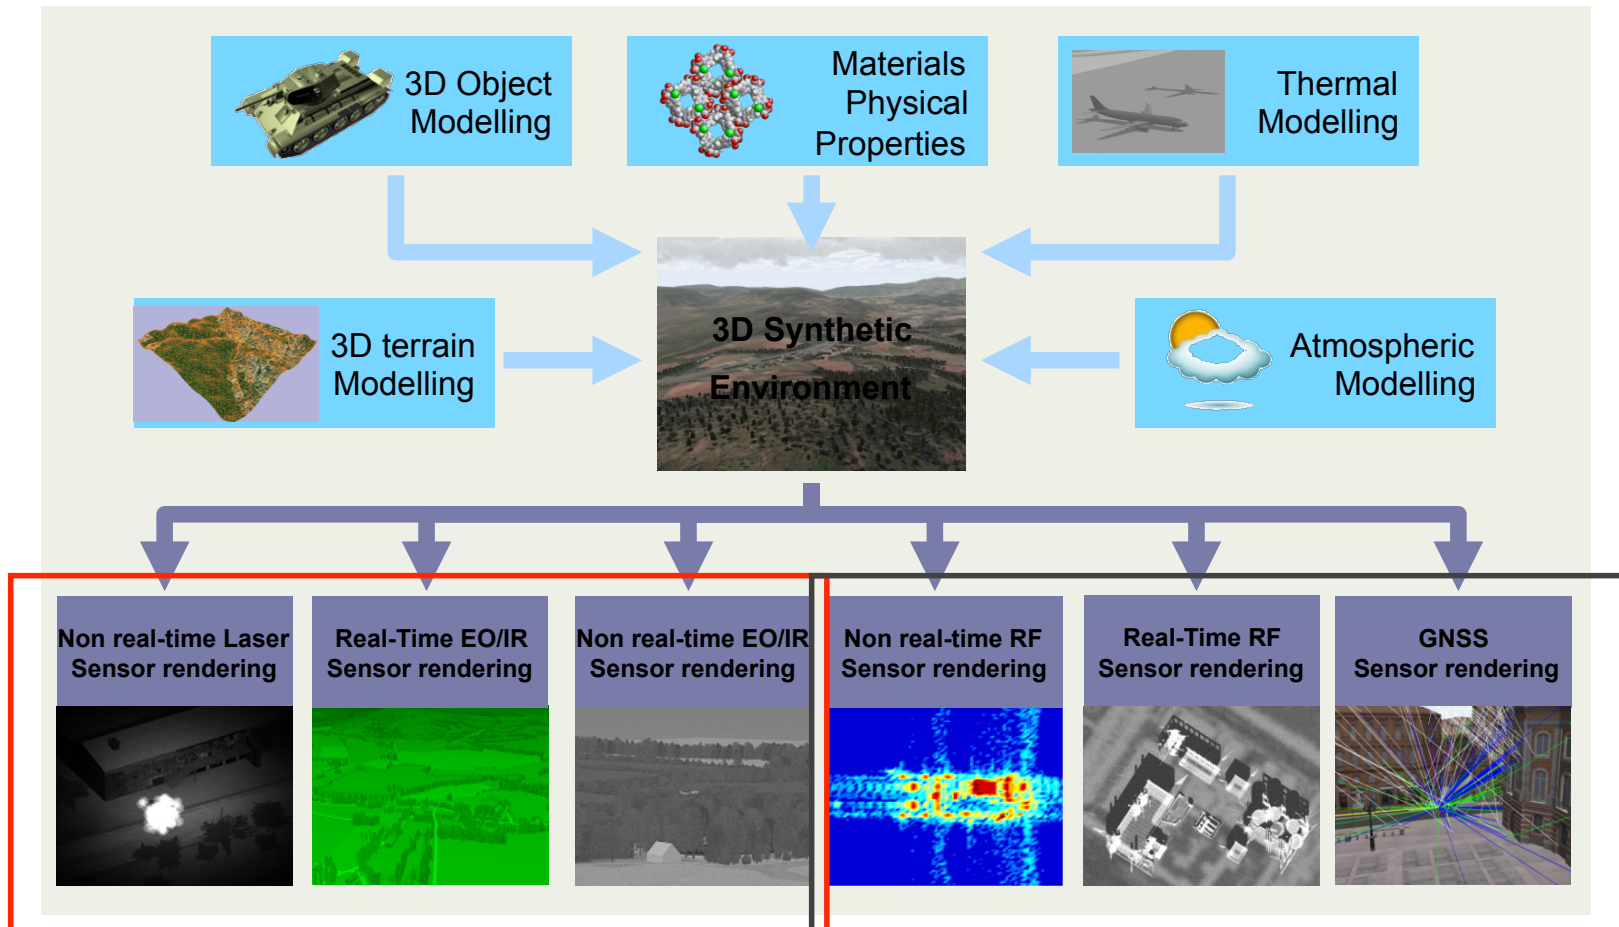 3D Object
Modelling
Materials
Physical
Properties
Thermal
Modelling
3D terrain
Modelling
3D Synthetic
Environment
Atmospheric
Modelling
Non real-time Laser
Sensor rendering
Real-Time EO/IR
Sensor rendering
Non real-time EO/IR
Sensor rendering
Non real-time RF
Sensor rendering
Real-Time RF
Sensor rendering
GNSS
Sensor rendering